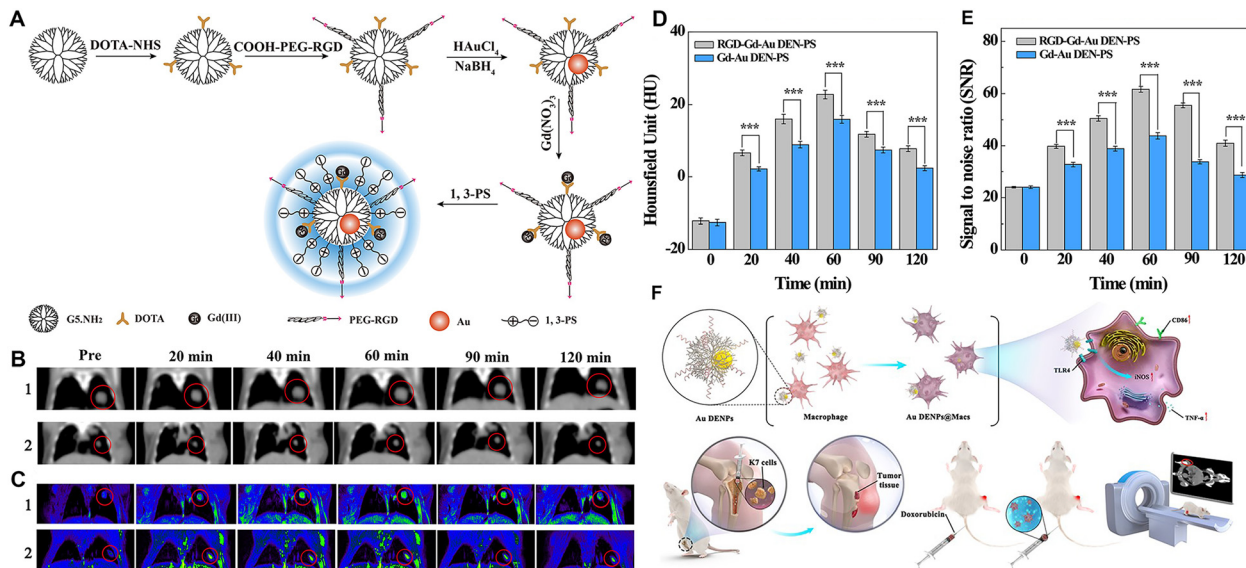 A
DOTA-NHS
COOH-PEG-RGD
HAuCl4
NaBH4
Gd(NO3)3
1, 3-PS
G5.NH2
DOTA
Gd(III)
PEG-RGD
Au
1, 3-PS
B
Pre
20 min
40 min
60 min
90 min
120 min
1
2
C
1
2
D
Hounsfield Unit (HU)
60
40
20
0
-20
RGD-Gd-Au DEN-PS
Gd-Au DEN-PS
***
***
***
***
***
0
20
40
60
90
120
Time (min)
E
Signal to noise ratio (SNR)
80
60
40
20
0
RGD-Gd-Au DEN-PS
Gd-Au DEN-PS
***
***
***
***
***
0
20
40
60
90
120
Time (min)
F
Au DENPs
Macrophage
Au DENPs@Macs
CD86↑
TLR4
iNOS↑
TNF-α↑
K7 cells
Tumor
tissue
Doxorubicin